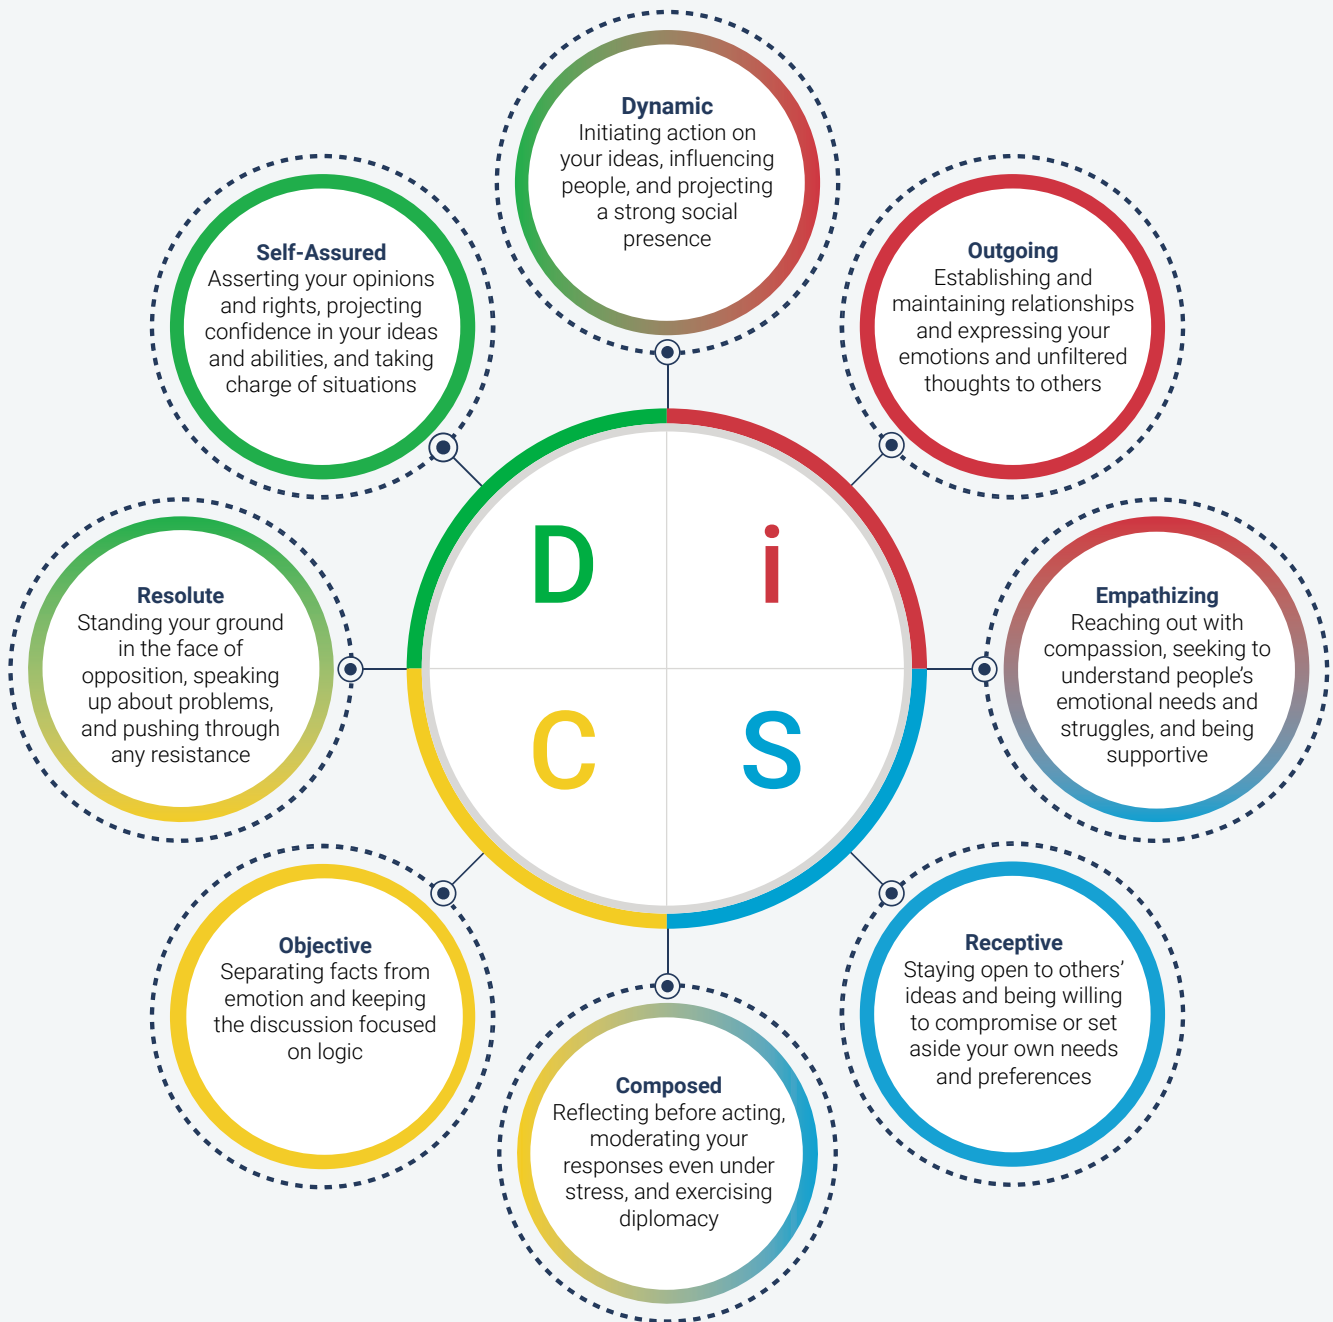 Dynamic
Initiating action on
your ideas, influencing
people, and projecting
a strong social
presence
Self-Assured
Asserting your opinions
and rights, projecting
confidence in your ideas
and abilities, and taking
charge of situations
Outgoing
Establishing and
maintaining relationships
and expressing your
emotions and unfiltered
thoughts to others
D
i
Resolute
Standing your ground
in the face of
opposition, speaking
up about problems,
and pushing through
any resistance
Empathizing
Reaching out with
compassion, seeking to
understand people’s
emotional needs and
struggles, and being
supportive
C
S
Objective
Separating facts from
emotion and keeping
the discussion focused
on logic
Receptive
Staying open to others’
ideas and being willing
to compromise or set
aside your own needs
and preferences
Composed
Reflecting before acting,
moderating your
responses even under
stress, and exercising
diplomacy